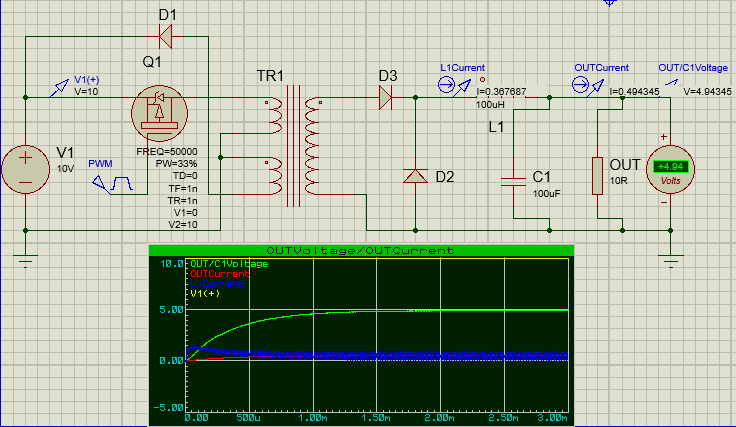 D1
Q1
V1(+)
V=10
TR1
D3
L1Current
I=0.367687
100uH
L1
OUTCurrent
I=0.494345
OUT/C1Voltage
V=4.94345
V1
10V
PWM
FREQ=50000
PW=33%
TD=0
TF=1n
TR=1n
V1=0
V2=10
D2
C1
100uF
OUT
10R
+
+4.94
Volts
-
OUTVoltage/OUTCurrent
10.0
OUT/C1Voltage
OUTCurrent
L1Current
V1(+)
5.00
0.00
-5.00
0.00
500u
1.00m
1.50m
2.00m
2.50m
3.00m